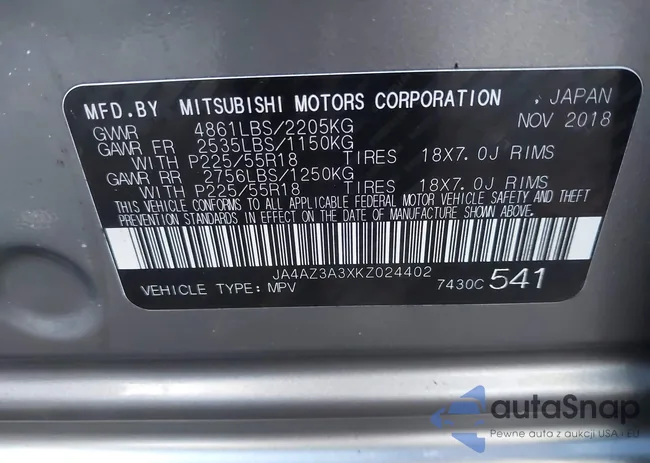 MFD.BY MITSUBISHI MOTORS CORPORATION , JAPAN
GVWR 4861LBS/2205KG NOV 2018
GAWR FR 2535LBS/1150KG
WITH P225/55R18 TIRES 18X7.0J RIMS
GAWR RR 2756LBS/1250KG
WITH P225/55R18 TIRES 18X7.0J RIMS
THIS VEHICLE CONFORMS TO ALL APPLICABLE FEDERAL MOTOR VEHICLE SAFETY AND THEFT
PREVENTION STANDARDS IN EFFECT ON THE DATE OF MANUFACTURE SHOWN ABOVE.
JA4AZ3A3XKZ024402
VEHICLE TYPE: MPV 7430C 541
autaSnap
Pewne auta z aukcji USA i EU